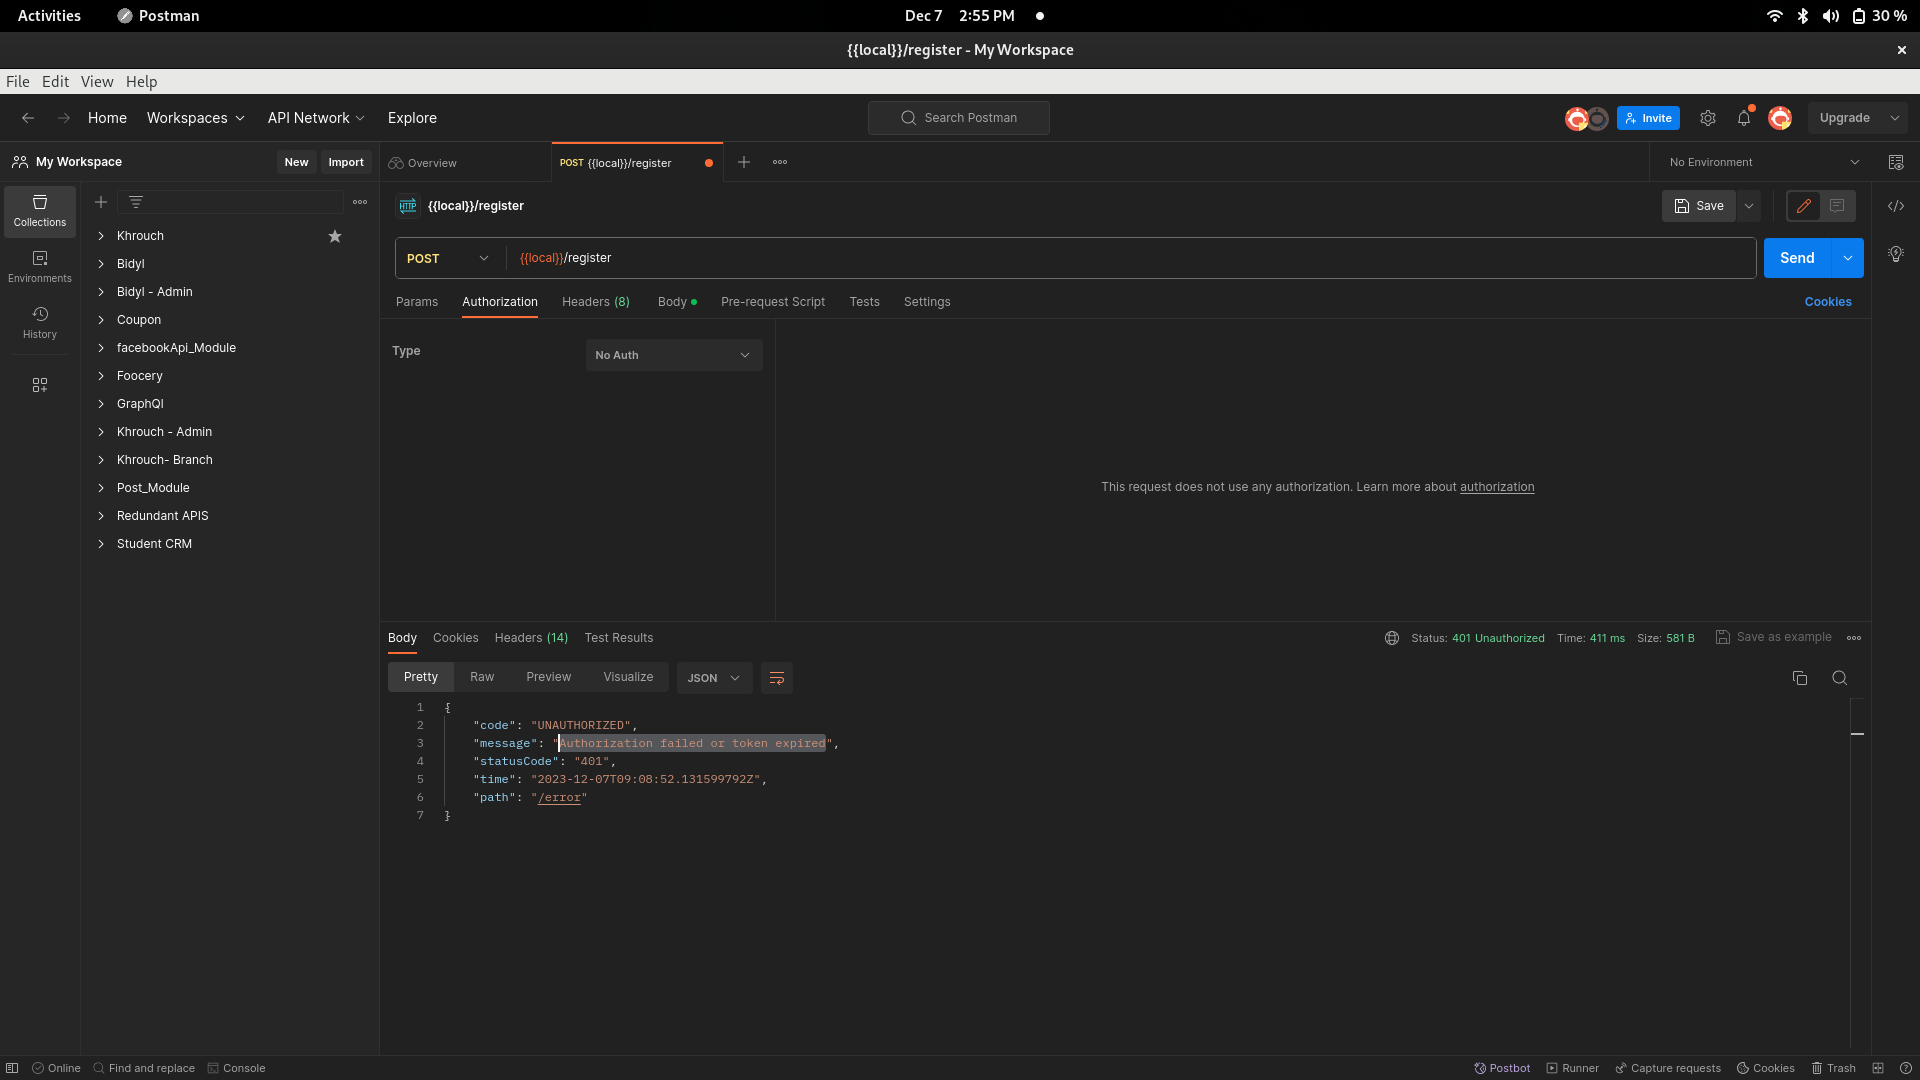 Activities Postman Dec 7 2:55 PM 30 %
{{local}}/register - My Workspace
File Edit View Help
Home Workspaces API Network Explore Search Postman Invite Upgrade
My Workspace New Import Overview POST {{local}}/register No Environment
HTTP {{local}}/register Save
Collections
Environments
History
Khrouch
Bidyl
Bidyl - Admin
Coupon
facebookApi_Module
Foocery
GraphQl
Khrouch - Admin
Khrouch- Branch
Post_Module
Redundant APIS
Student CRM
POST {{local}}/register Send
Params Authorization Headers (8) Body Pre-request Script Tests Settings Cookies
Type No Auth
This request does not use any authorization. Learn more about authorization
Body Cookies Headers (14) Test Results Status: 401 Unauthorized Time: 411 ms Size: 581 B Save as example
Pretty Raw Preview Visualize JSON
1 {
2 "code": "UNAUTHORIZED",
3 "message": "Authorization failed or token expired",
4 "statusCode": "401",
5 "time": "2023-12-07T09:08:52.131599792Z",
6 "path": "/error"
7 }
Online Find and replace Console Postbot Runner Capture requests Cookies Trash